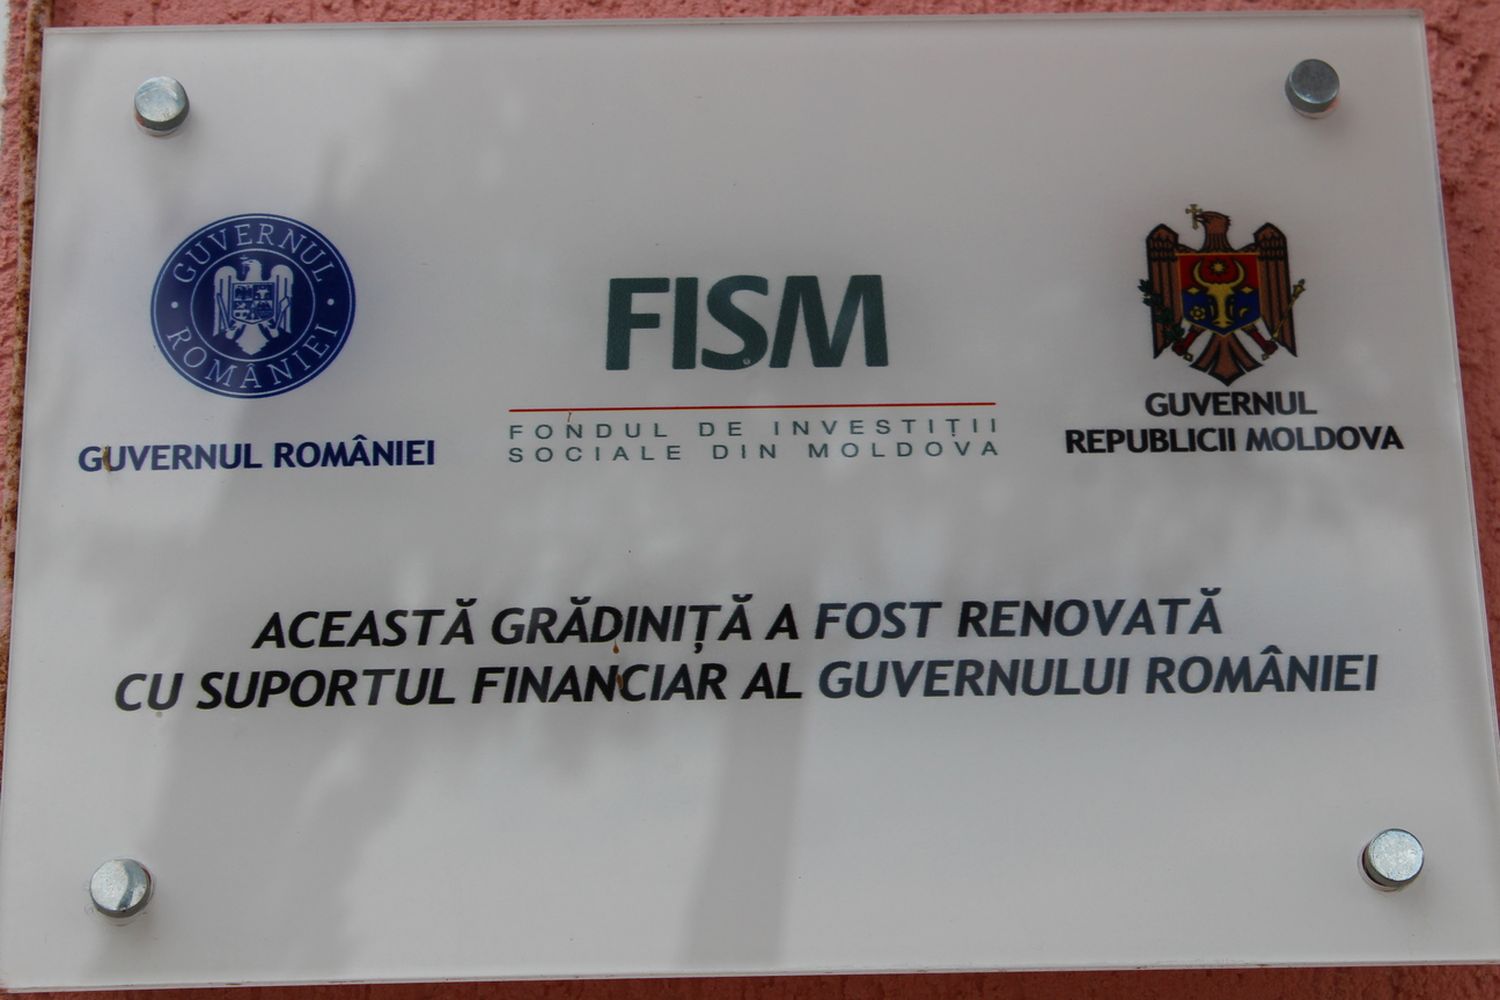 GUVERNUL
ROMÂNIEI
GUVERNUL ROMÂNIEI
FISM
FONDUL DE INVESTIȚII
SOCIALE DIN MOLDOVA
GUVERNUL
REPUBLICII MOLDOVA
ACEASTĂ GRĂDINIȚĂ A FOST RENOVATĂ
CU SUPORTUL FINANCIAR AL GUVERNULUI ROMÂNIEI